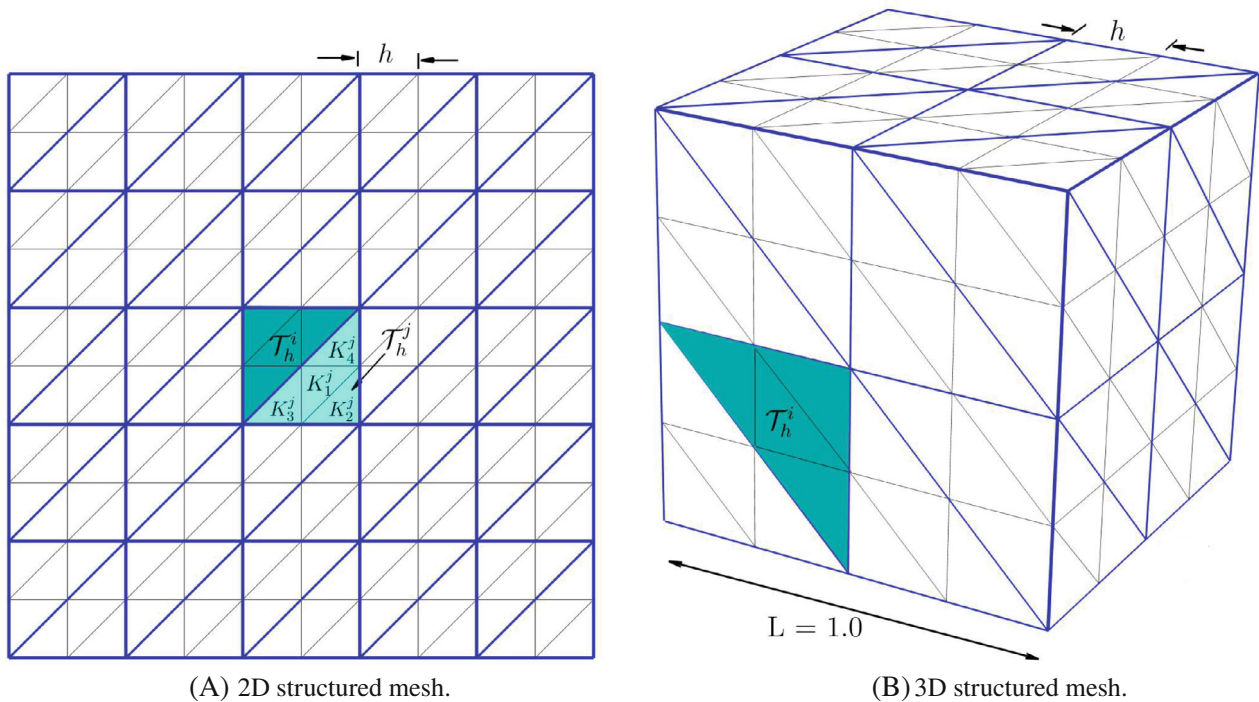 h
h
𝒯_h^i
K_4^j
𝒯_h^j
K_1^j
K_3^j
K_2^j
𝒯_h^i
L = 1.0
(A) 2D structured mesh.
(B) 3D structured mesh.